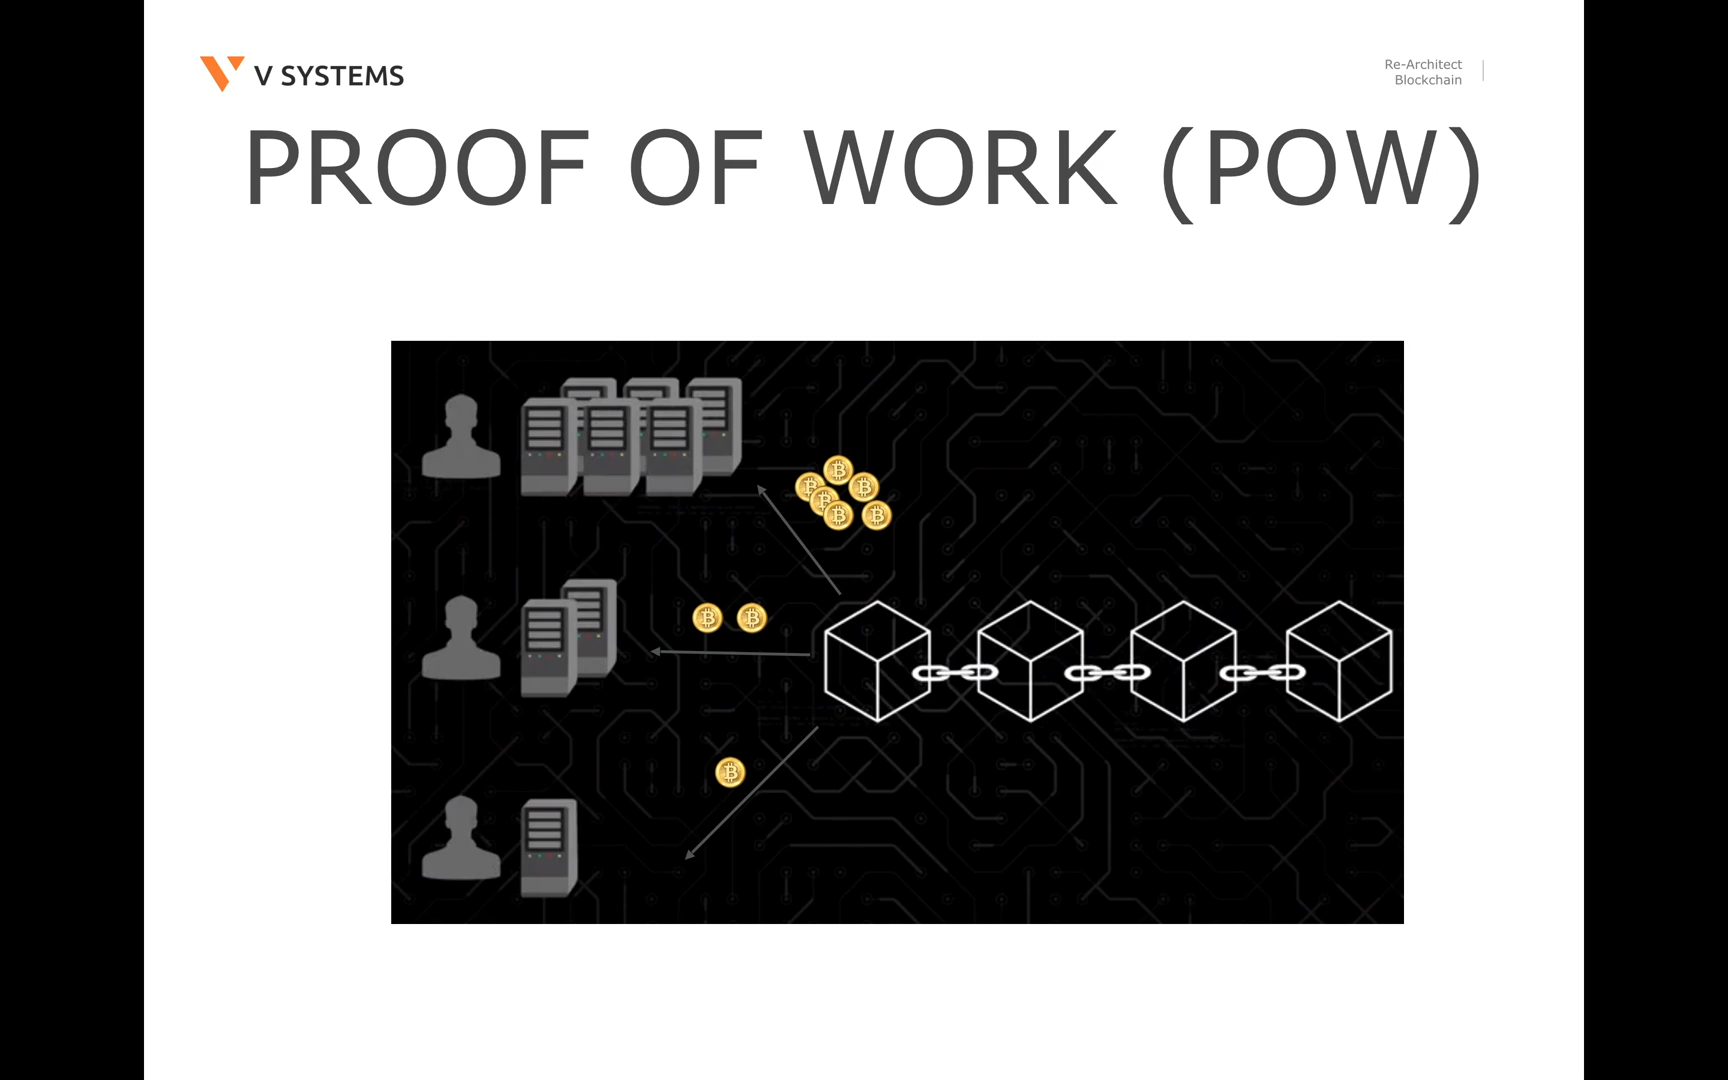 V SYSTEMS
Re-Architect
Blockchain
PROOF OF WORK (POW)